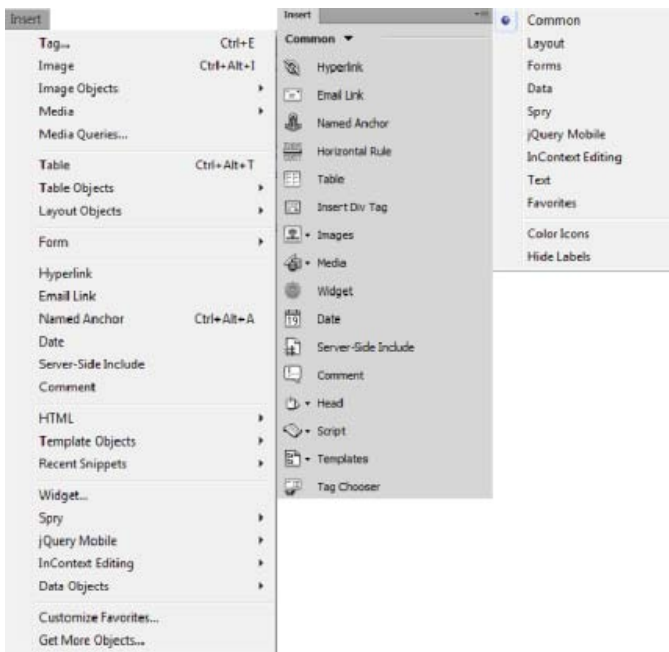 Insert
Tag... Ctrl+E
Image Ctrl+Alt+I
Image Objects
Media
Media Queries...
Table Ctrl+Alt+T
Table Objects
Layout Objects
Form
Hyperlink
Email Link
Named Anchor Ctrl+Alt+A
Date
Server-Side Include
Comment
HTML
Template Objects
Recent Snippets
Widget...
Spry
jQuery Mobile
InContext Editing
Data Objects
Customize Favorites...
Get More Objects...
Insert
Common
Hyperlink
Email Link
Named Anchor
Horizontal Rule
Table
Insert Div Tag
Images
Media
Widget
19
Date
Server-Side Include
Comment
Head
Script
Templates
Tag Chooser
Common
Layout
Forms
Data
Spry
jQuery Mobile
InContext Editing
Text
Favorites
Color Icons
Hide Labels